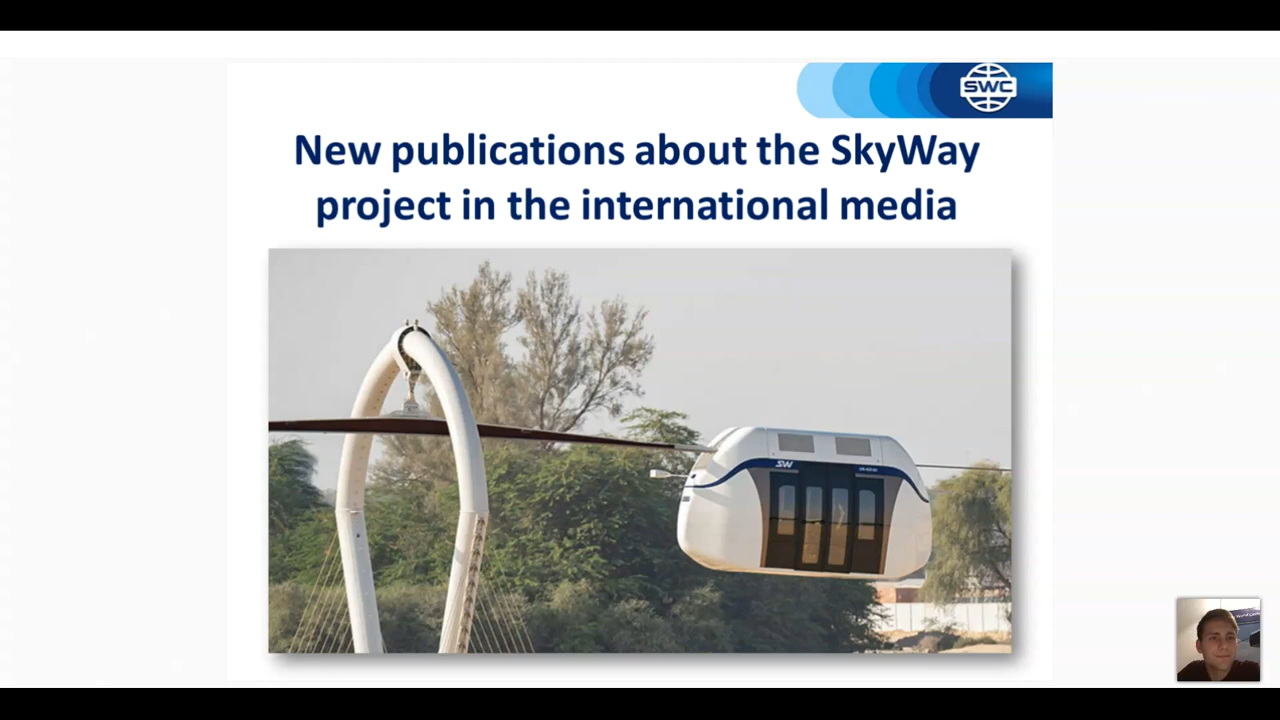 SWC
New publications about the SkyWay
project in the international media
SW